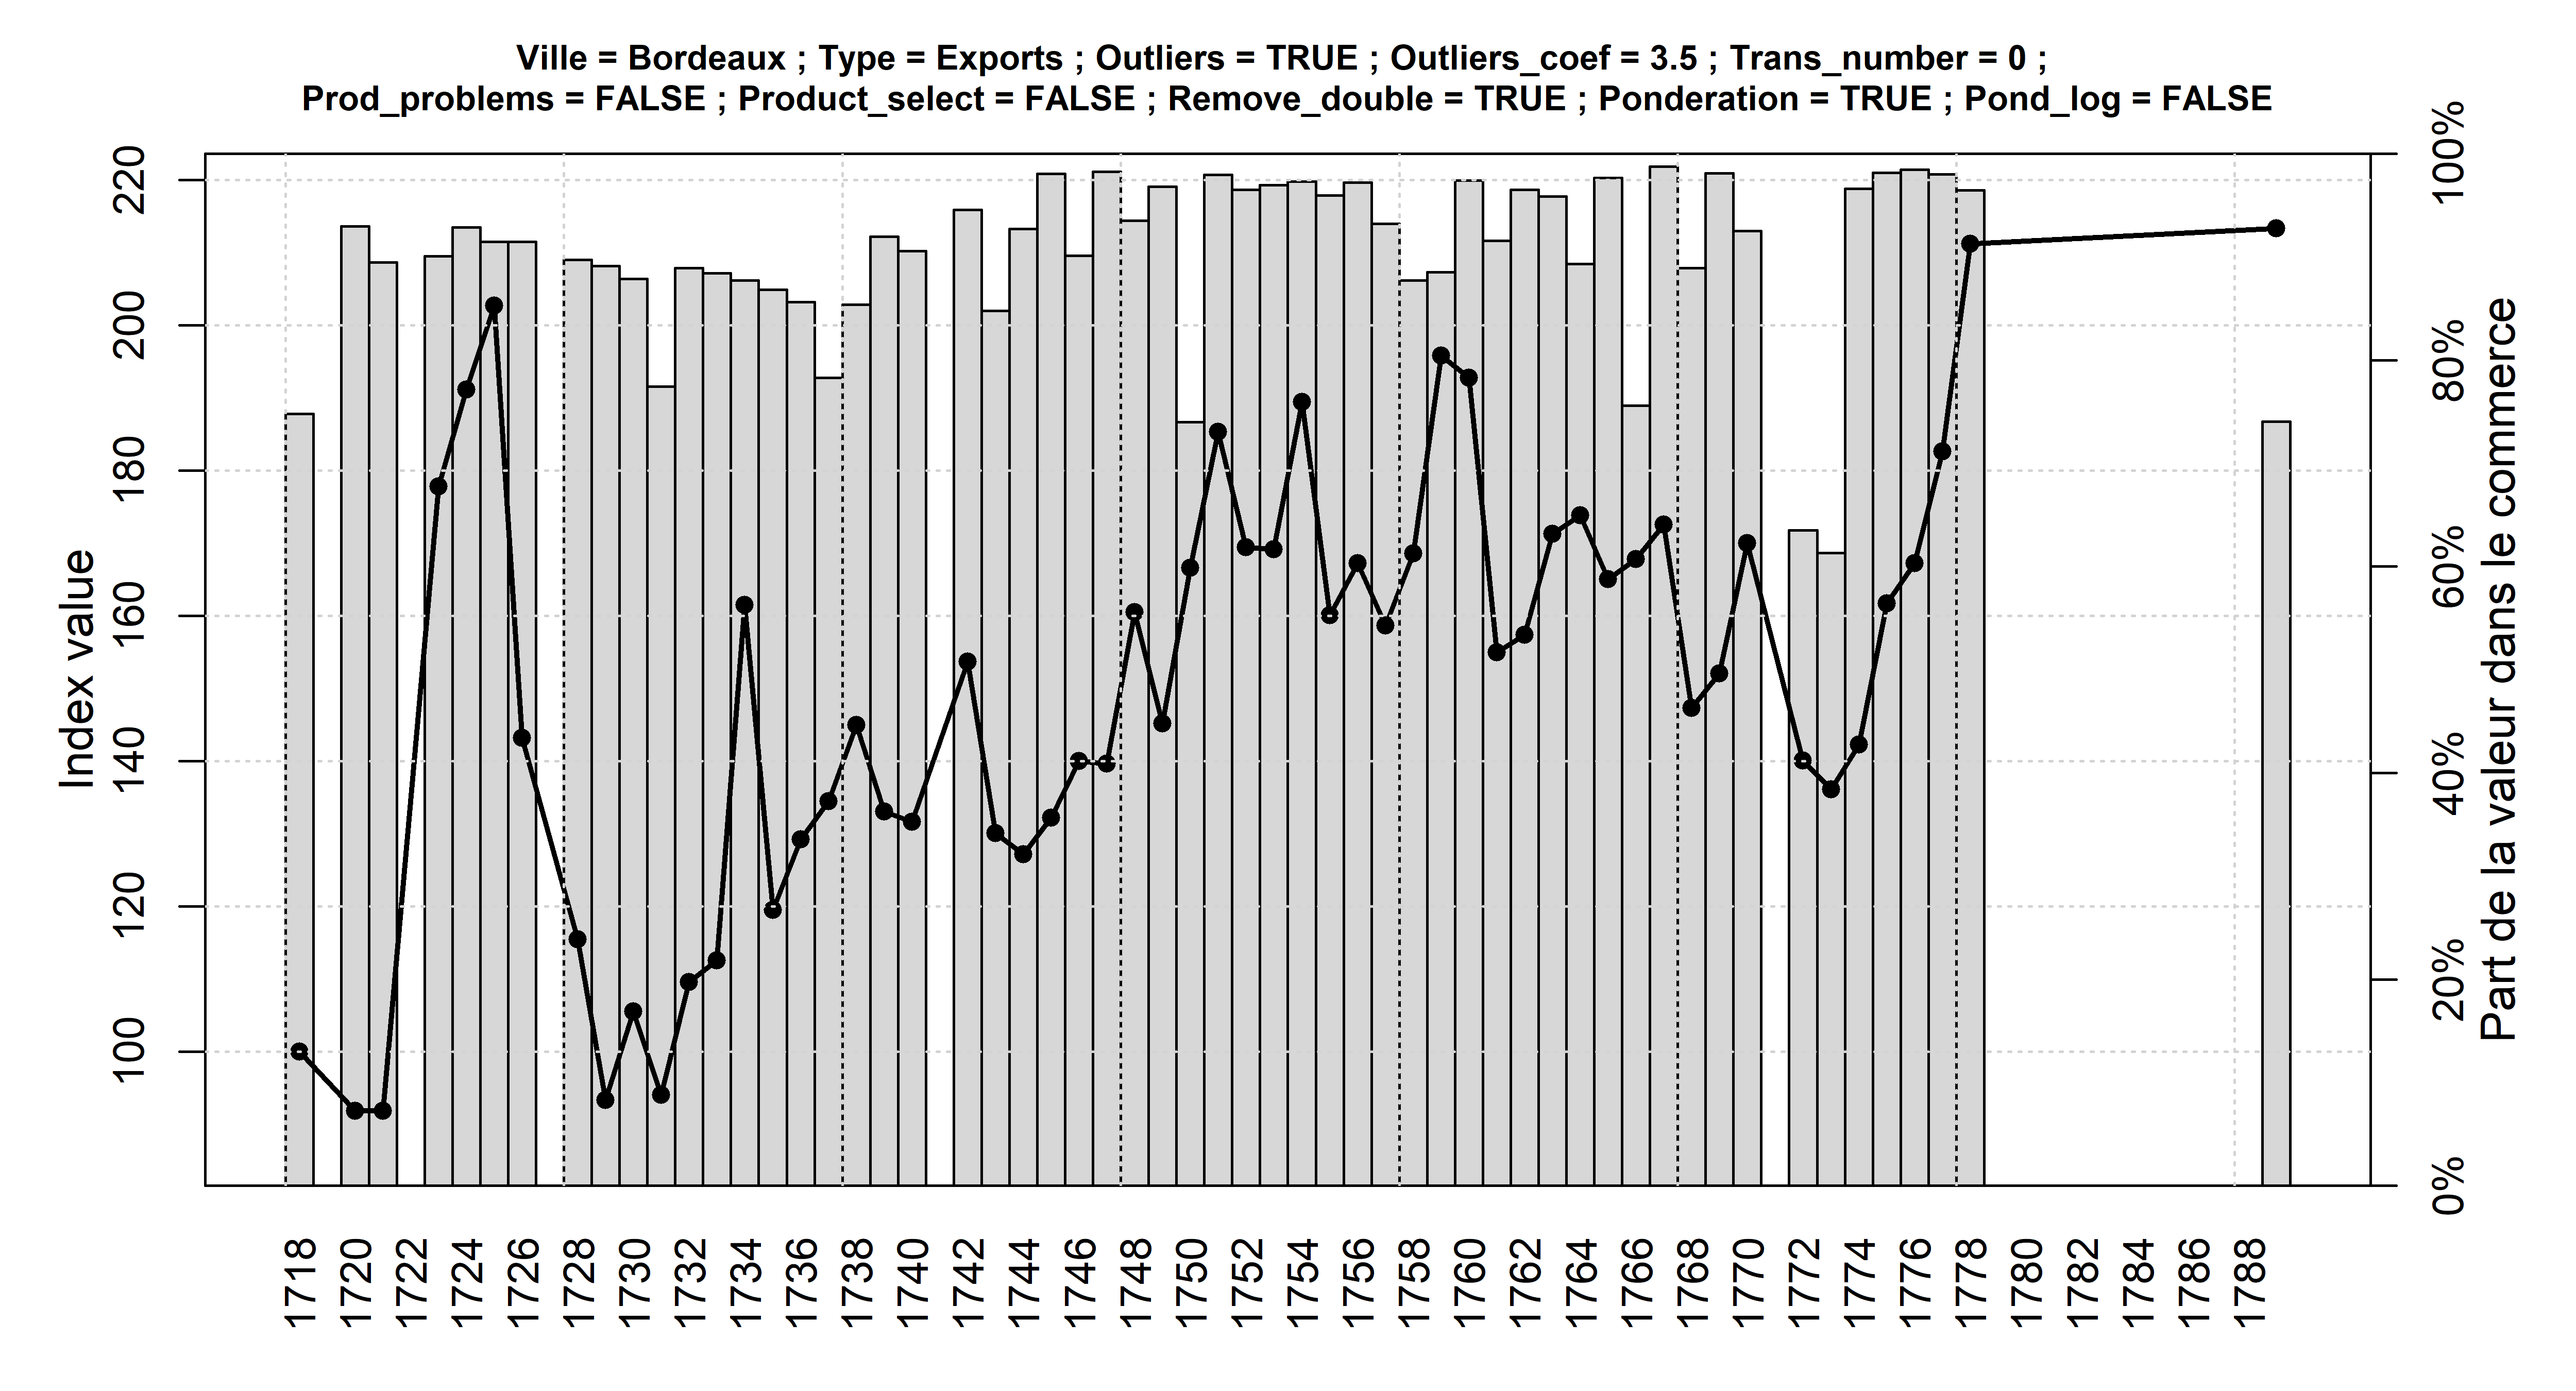 Ville = Bordeaux ; Type = Exports ; Outliers = TRUE ; Outliers_coef = 3.5 ; Trans_number = 0 ;
Prod_problems = FALSE ; Product_select = FALSE ; Remove_double = TRUE ; Ponderation = TRUE ; Pond_log = FALSE
Index value
220
200
180
160
140
120
100
100%
80%
60%
40%
20%
0%
Part de la valeur dans le commerce
1718 1720 1722 1724 1726 1728 1730 1732 1734 1736 1738 1740 1742 1744 1746 1748 1750 1752 1754 1756 1758 1760 1762 1764 1766 1768 1770 1772 1774 1776 1778 1780 1782 1784 1786 1788